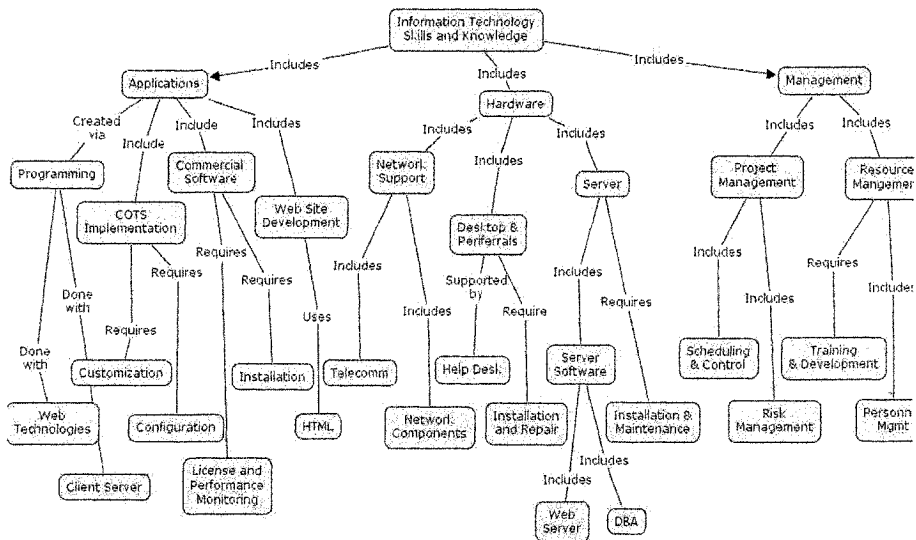 Information Technology
Skills and Knowledge
Includes
Includes
Includes
Applications
Hardware
Management
Created
via
Include
Include
Includes
Includes
Includes
Includes
Includes
Includes
Programming
COTS
Implementation
Commercial
Software
Web Site
Development
Network
Support
Desktop &
Periferrals
Server
Project
Management
Resource
Mangement
Done
with
Done
with
Requires
Requires
Requires
Requires
Uses
Includes
Includes
Supported
by
Require
Includes
Requires
Includes
Includes
Requires
Includes
Customization
Installation
Telecomm
Help Desk
Server
Software
Scheduling
& Control
Training
& Development
Web
Technologies
Configuration
HTML
Network
Components
Installation
and Repair
Installation &
Maintenance
Risk
Management
Personn
Mgmt
Client Server
License and
Performance
Monitoring
Includes
Includes
Web
Server
DBA